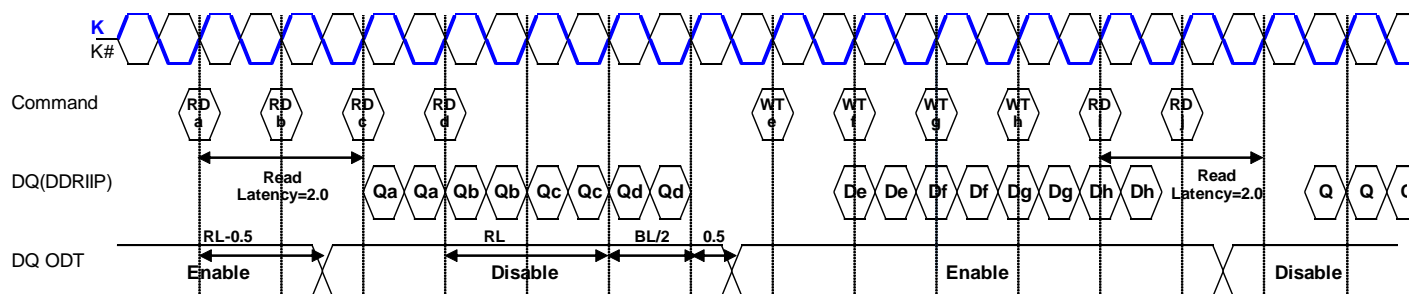 K
K#
Command
RD a RD b RD c RD d WT e WT f WT g WT h RD i RD j
DQ(DDRIIP)
Read Latency=2.0
Qa Qa Qb Qb Qc Qc Qd Qd
De De Df Df Dg Dg Dh Dh
Read Latency=2.0
Q Q
DQ ODT
RL-0.5 RL BL/2 0.5
Enable Disable Enable Disable